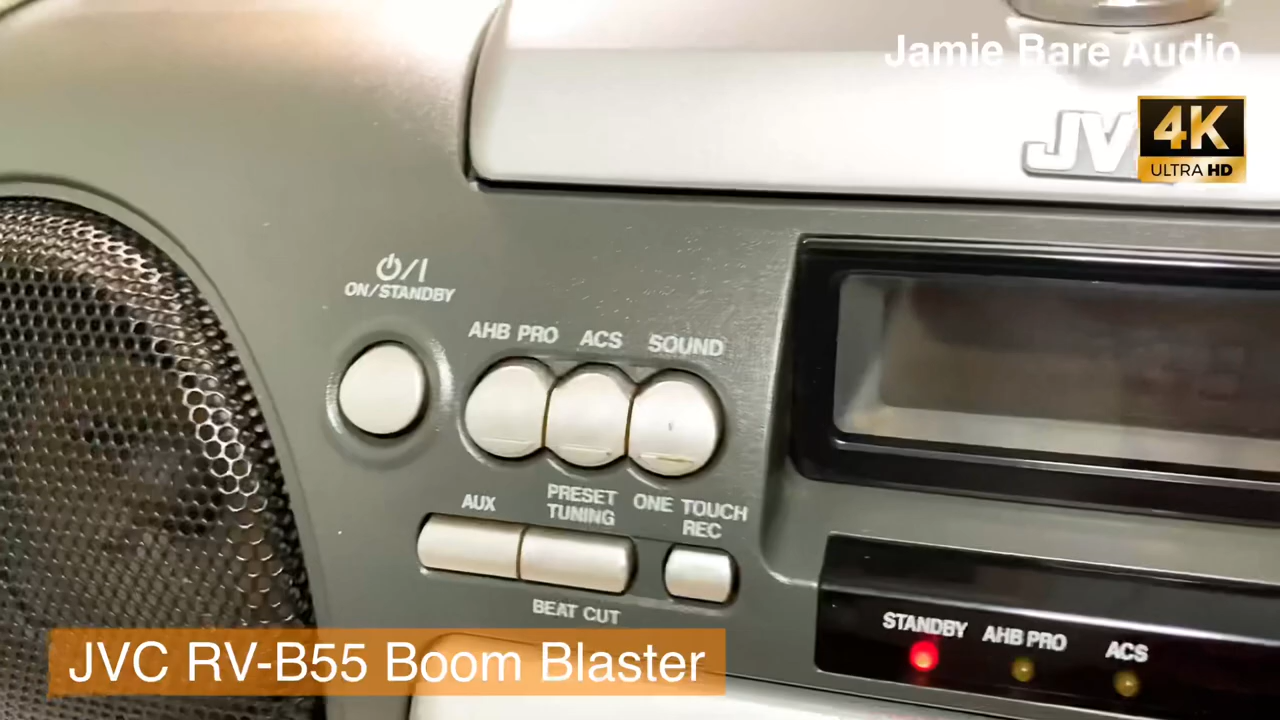 Jamie Bare Audio
JV
4K
ULTRA HD
⏻/I
ON/STANDBY
AHB PRO
ACS
SOUND
AUX
PRESET
TUNING
ONE TOUCH
REC
BEAT CUT
STANDBY
AHB PRO
ACS
JVC RV-B55 Boom Blaster